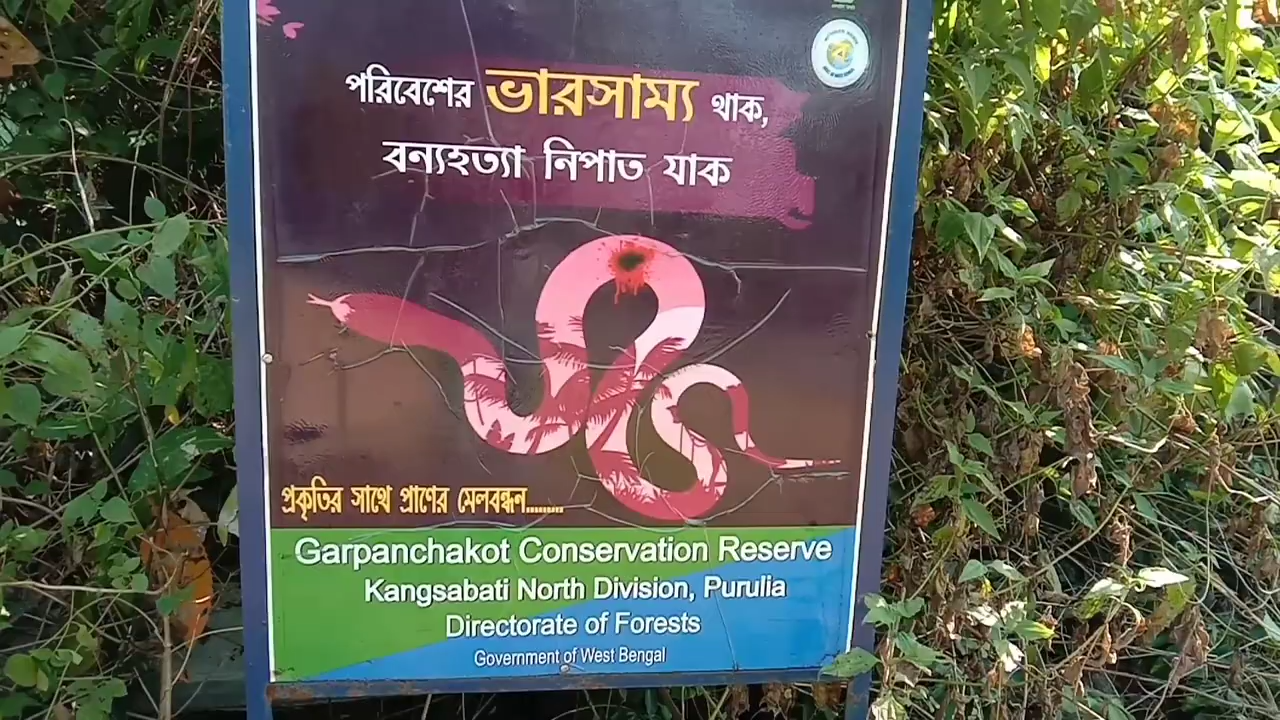 পরিবেশের ভারসাম্য থাক,
বন্যহত্যা নিপাত যাক
প্রকৃতির সাথে প্রাণের মেলবন্ধন.........
Garpanchakot Conservation Reserve
Kangsabati North Division, Purulia
Directorate of Forests
Government of West Bengal